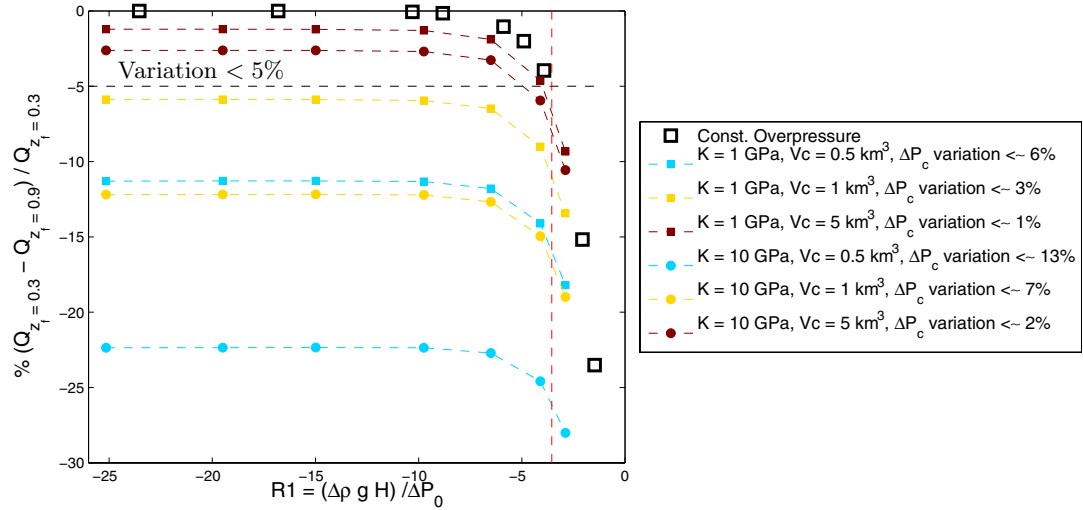 0
−5
−10
−15
−20
−25
−30
% (Q_{z_f = 0.3} − Q_{z_f = 0.9}) / Q_{z_f = 0.3}
Variation < 5%
−25 −20 −15 −10 −5 0
R1 = (Δρ g H) /ΔP_0
Const. Overpressure
K = 1 GPa, Vc = 0.5 km³, ΔP_c variation <~ 6%
K = 1 GPa, Vc = 1 km³, ΔP_c variation <~ 3%
K = 1 GPa, Vc = 5 km³, ΔP_c variation <~ 1%
K = 10 GPa, Vc = 0.5 km³, ΔP_c variation <~ 13%
K = 10 GPa, Vc = 1 km³, ΔP_c variation <~ 7%
K = 10 GPa, Vc = 5 km³, ΔP_c variation <~ 2%